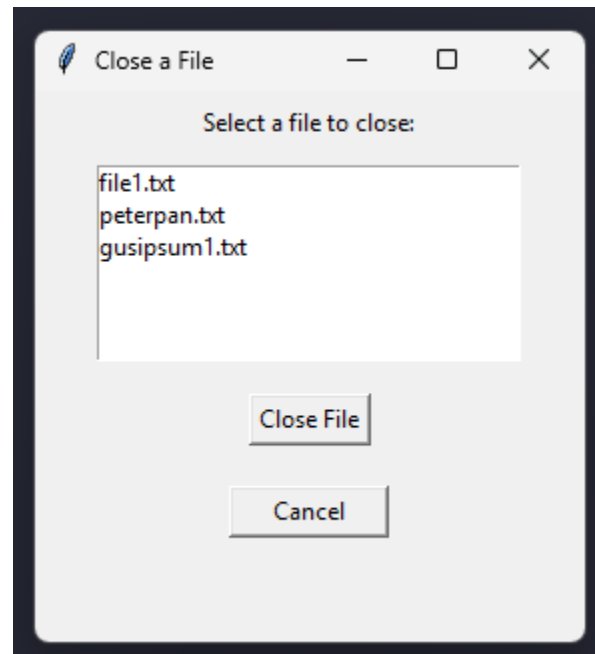 Close a File
Select a file to close:
file1.txt
peterpan.txt
gusipsum1.txt
Close File
Cancel